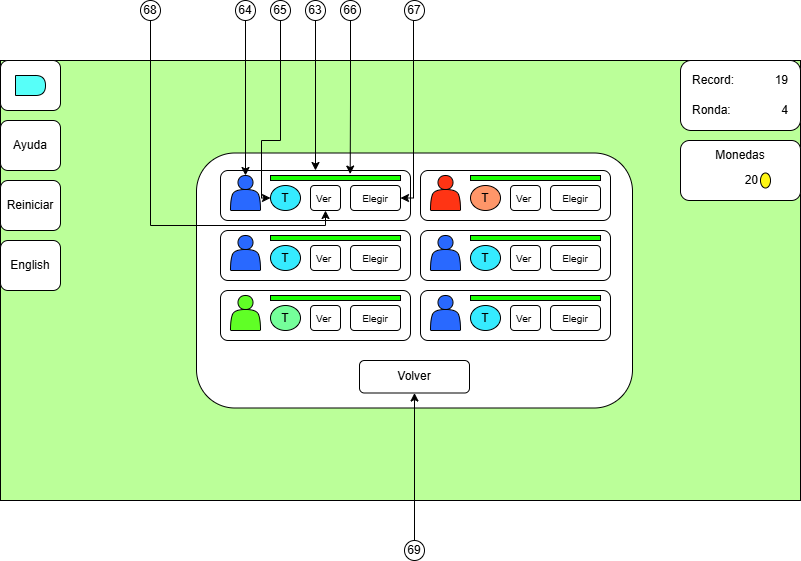 68
64
65
63
66
67
Record: 19
Ronda: 4
Ayuda
Monedas
20
Reiniciar
English
T Ver Elegir
T Ver Elegir
T Ver Elegir
T Ver Elegir
T Ver Elegir
T Ver Elegir
Volver
69